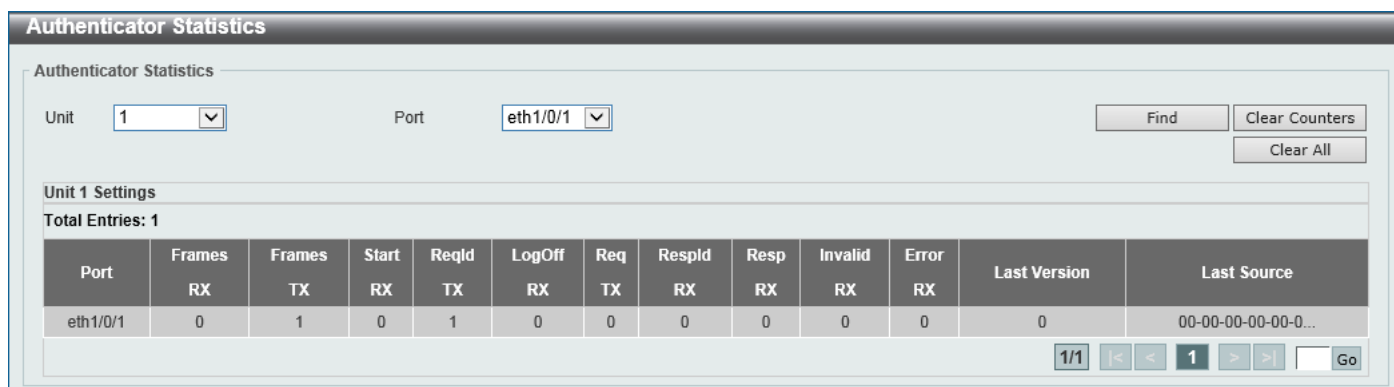 Authenticator Statistics
Authenticator Statistics
Unit 1 Port eth1/0/1 Find Clear Counters
Clear All
Unit 1 Settings
Total Entries: 1
Port Frames RX Frames TX Start RX ReqId TX LogOff RX Req TX RespId RX Resp RX Invalid RX Error RX Last Version Last Source
eth1/0/1 0 1 0 1 0 0 0 0 0 0 0 00-00-00-00-00-0...
1/1 |< < 1 > >| Go